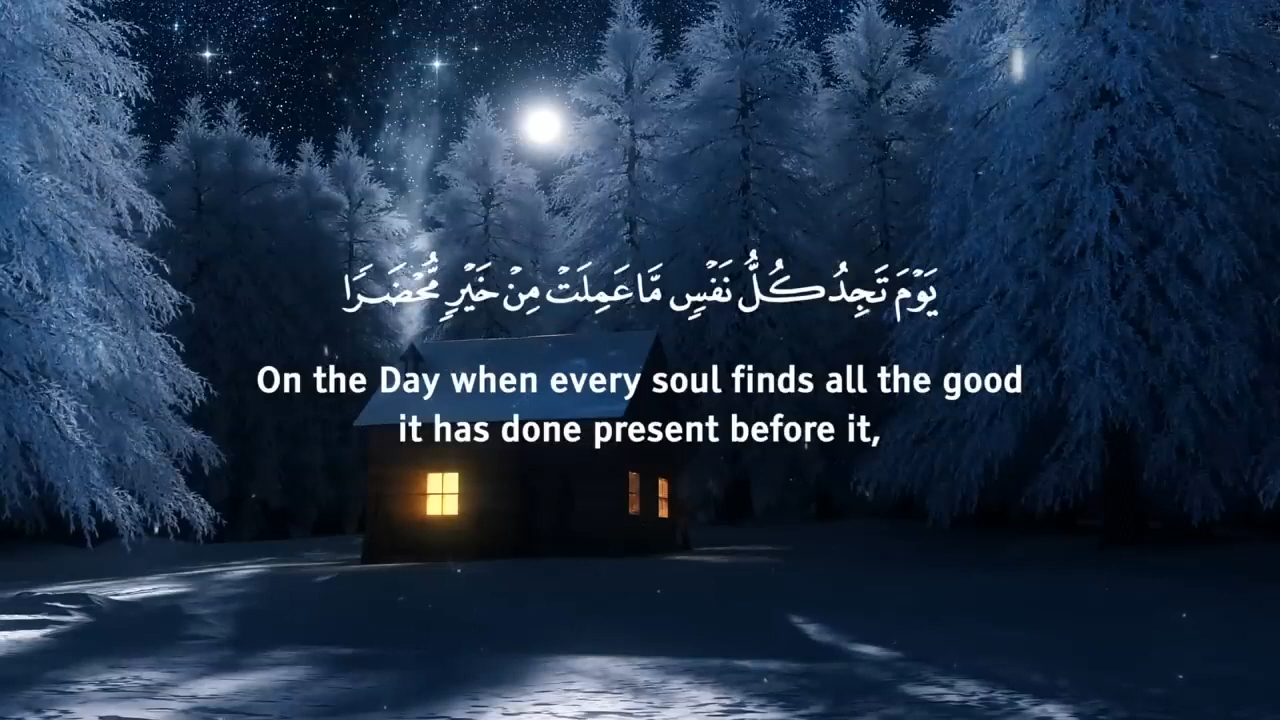 يَوْمَ تَجِدُ كُلُّ نَفْسٍ مَّا عَمِلَتْ مِنْ خَيْرٍ مُّحْضَرًا
On the Day when every soul finds all the good
it has done present before it,